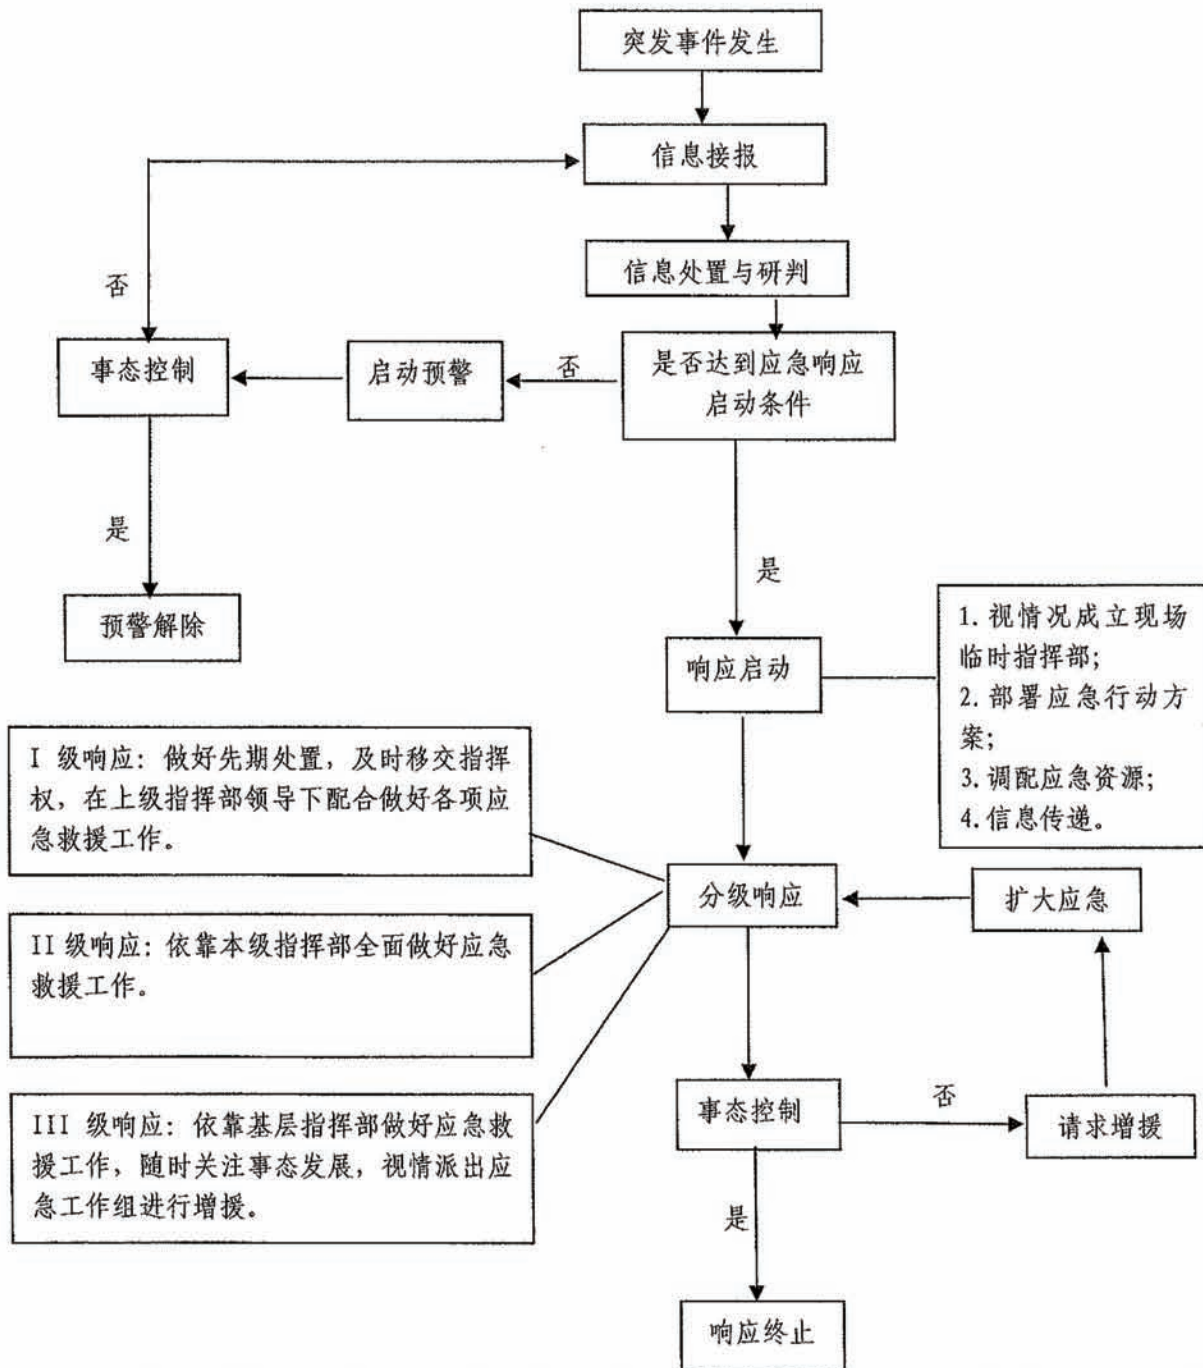 突发事件发生
信息接报
信息处置与研判
否
事态控制
启动预警
否
是否达到应急响应
启动条件
是
预警解除
是
响应启动
1.视情况成立现场
临时指挥部;
2.部署应急行动方
案;
3.调配应急资源;
4.信息传递。
I 级响应: 做好先期处置, 及时移交指挥
权, 在上级指挥部领导下配合做好各项应
急救援工作。
分级响应
扩大应急
II 级响应: 依靠本级指挥部全面做好应急
救援工作。
III 级响应: 依靠基层指挥部做好应急救
援工作, 随时关注事态发展, 视情派出应
急工作组进行增援。
事态控制
否
请求增援
是
响应终止